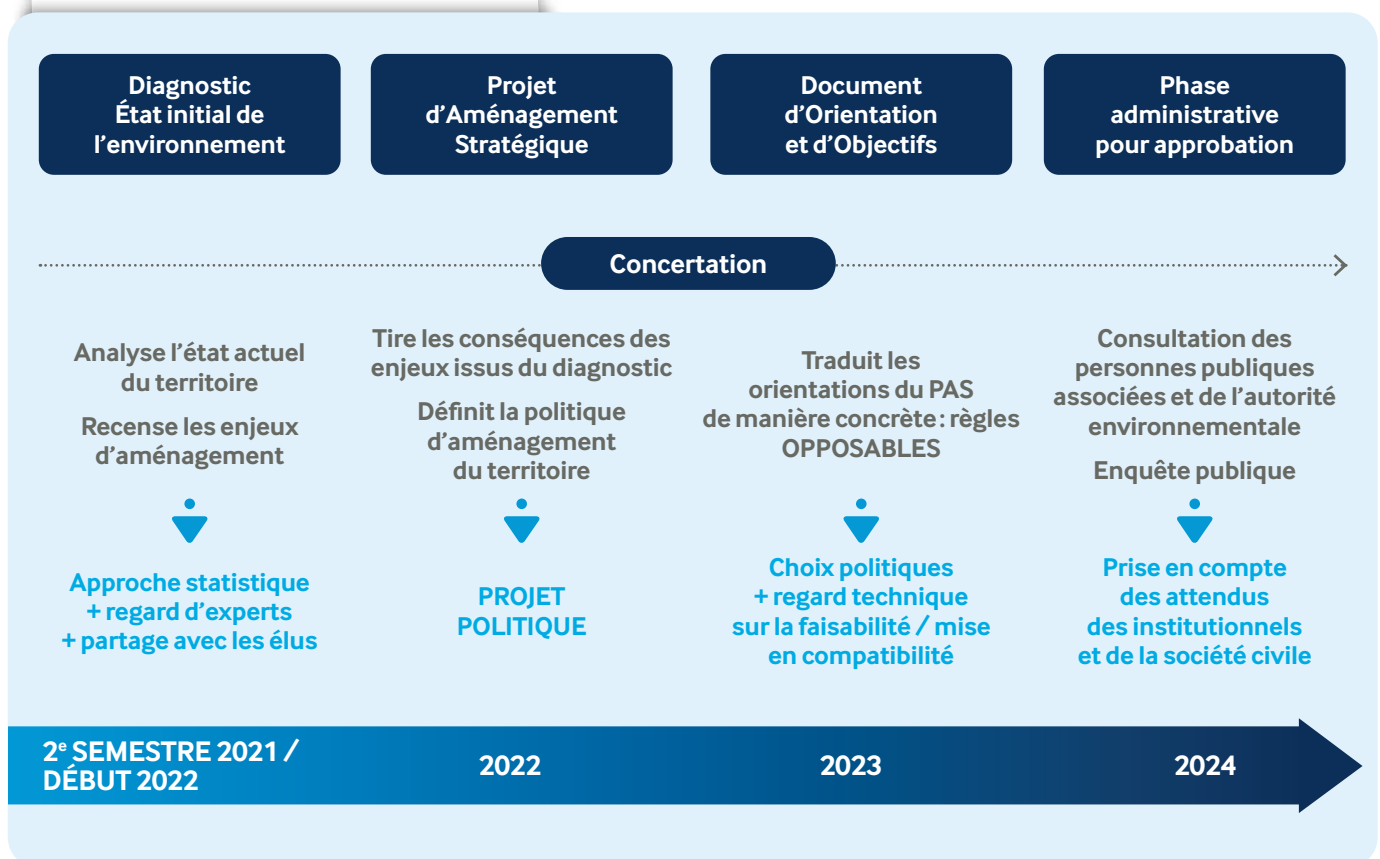 Diagnostic
État initial de
l'environnement
Projet
d'Aménagement
Stratégique
Document
d'Orientation
et d'Objectifs
Phase
administrative
pour approbation
Concertation
Analyse l'état actuel
du territoire
Recense les enjeux
d'aménagement
Approche statistique
+ regard d'experts
+ partage avec les élus
Tire les conséquences des
enjeux issus du diagnostic
Définit la politique
d'aménagement
du territoire
PROJET
POLITIQUE
Traduit les
orientations du PAS
de manière concrète : règles
OPPOSABLES
Choix politiques
+ regard technique
sur la faisabilité / mise
en compatibilité
Consultation des
personnes publiques
associées et de l'autorité
environnementale
Enquête publique
Prise en compte
des attendus
des institutionnels
et de la société civile
2e SEMESTRE 2021 /
DÉBUT 2022
2022
2023
2024